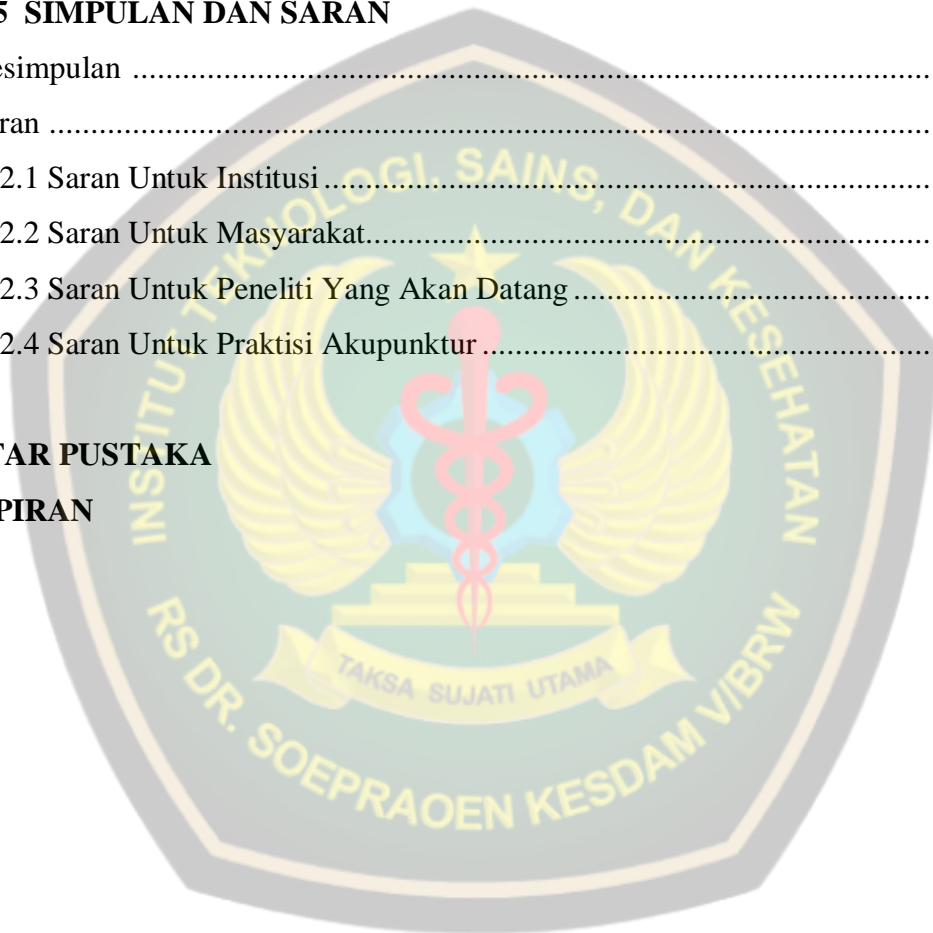 5 SIMPULAN DAN SARAN
esimpulan ................................................................................................
ran ..........................................................................................................
2.1 Saran Untuk Institusi .........................................................................
2.2 Saran Untuk Masyarakat....................................................................
2.3 Saran Untuk Peneliti Yang Akan Datang ...........................................
2.4 Saran Untuk Praktisi Akupunktur ......................................................
TAR PUSTAKA
PIRAN
INSTITUT TEKNOLOGI, SAINS, DAN KESEHATAN
TAKSA SUJATI UTAMA
RS DR. SOEPRAOEN KESDAM V/BRW